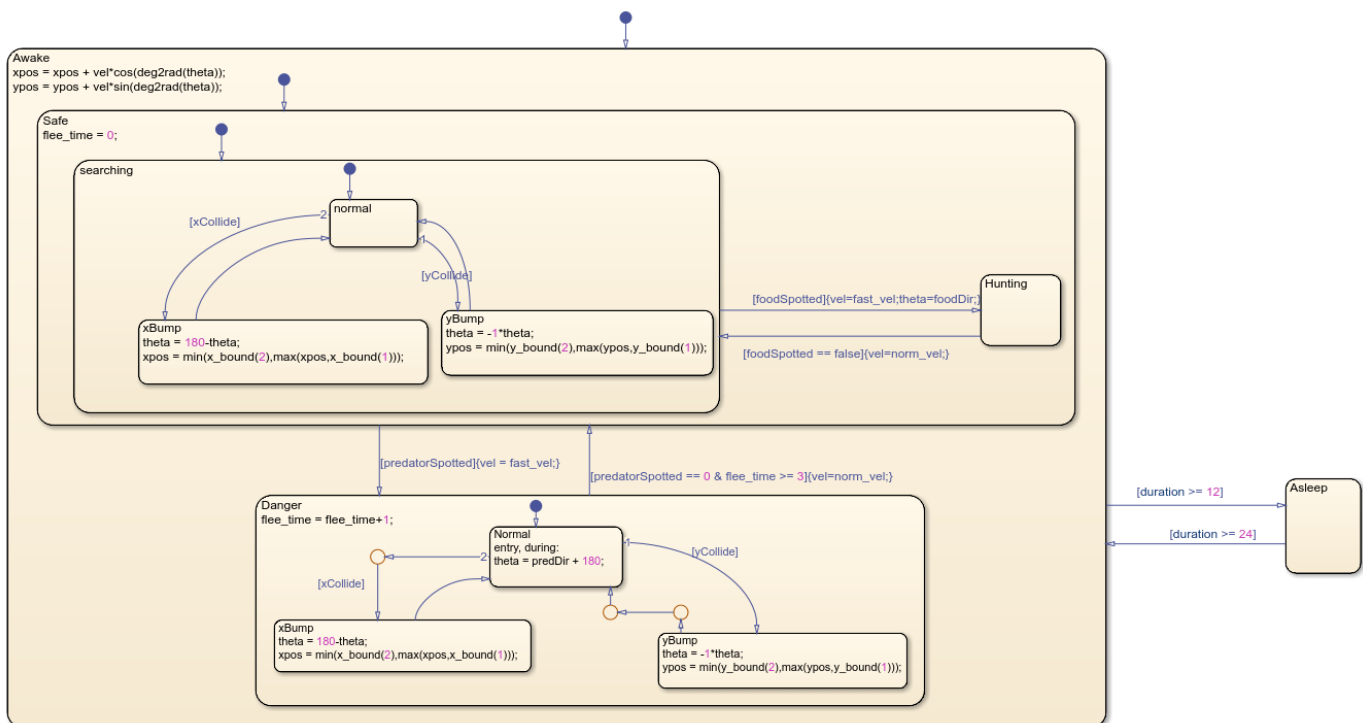 Awake
xpos = xpos + vel*cos(deg2rad(theta));
ypos = ypos + vel*sin(deg2rad(theta));
Safe
flee_time = 0;
searching
normal
2
1
[xCollide]
[yCollide]
xBump
theta = 180-theta;
xpos = min(x_bound(2),max(xpos,x_bound(1)));
yBump
theta = -1*theta;
ypos = min(y_bound(2),max(ypos,y_bound(1)));
[foodSpotted]{vel=fast_vel;theta=foodDir;}
Hunting
[foodSpotted == false]{vel=norm_vel;}
[predatorSpotted]{vel = fast_vel;}
[predatorSpotted == 0 & flee_time >= 3]{vel=norm_vel;}
Danger
flee_time = flee_time+1;
Normal
entry, during:
theta = predDir + 180;
2
1
[xCollide]
[yCollide]
xBump
theta = 180-theta;
xpos = min(x_bound(2),max(xpos,x_bound(1)));
yBump
theta = -1*theta;
ypos = min(y_bound(2),max(ypos,y_bound(1)));
[duration >= 12]
Asleep
[duration >= 24]